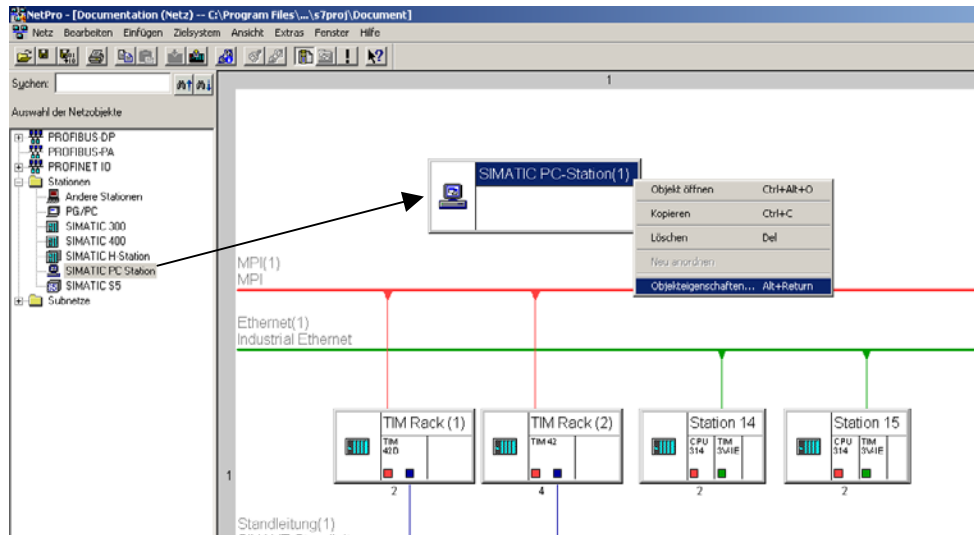 NetPro - [Documentation (Netz) -- C:\Program Files\...\s7proj\Document]
Netz Bearbeiten Einfügen Zielsystem Ansicht Extras Fenster Hilfe
Suchen:
Auswahl der Netzobjekte
PROFIBUS-DP
PROFIBUS-PA
PROFINET IO
Stationen
Andere Stationen
PG/PC
SIMATIC 300
SIMATIC 400
SIMATIC H-Station
SIMATIC PC Station
SIMATIC S5
Subnetze
1
SIMATIC PC-Station(1)
Objekt öffnen Ctrl+Alt+O
Kopieren Ctrl+C
Löschen Del
Neu anordnen
Objekteigenschaften... Alt+Return
MPI(1)
MPI
Ethernet(1)
Industrial Ethernet
TIM Rack (1)
TIM
42D
2
TIM Rack (2)
TIM 42
4
Station 14
CPU
314
TIM
3V-IE
2
Station 15
CPU
314
TIM
3V-IE
2
1
Standleitung(1)